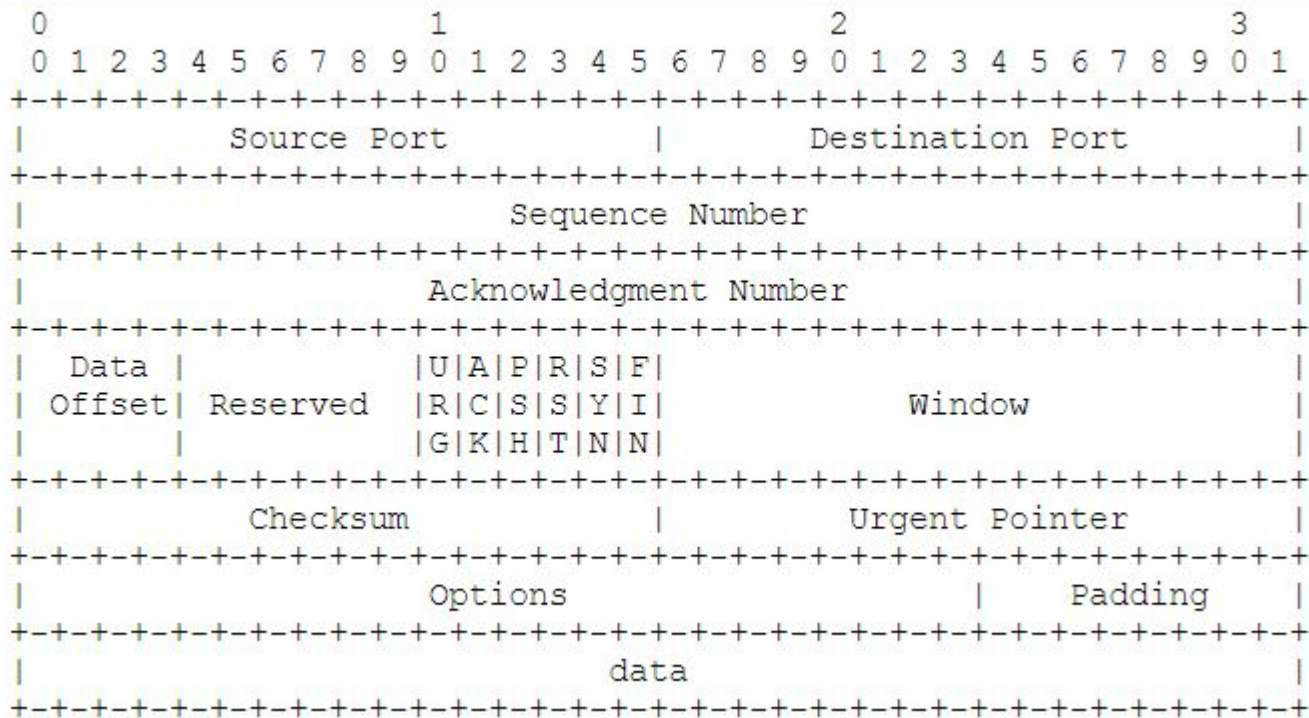 0                   1                   2                   3
 0 1 2 3 4 5 6 7 8 9 0 1 2 3 4 5 6 7 8 9 0 1 2 3 4 5 6 7 8 9 0 1
+-+-+-+-+-+-+-+-+-+-+-+-+-+-+-+-+-+-+-+-+-+-+-+-+-+-+-+-+-+-+-+-+
|          Source Port          |       Destination Port        |
+-+-+-+-+-+-+-+-+-+-+-+-+-+-+-+-+-+-+-+-+-+-+-+-+-+-+-+-+-+-+-+-+
|                        Sequence Number                        |
+-+-+-+-+-+-+-+-+-+-+-+-+-+-+-+-+-+-+-+-+-+-+-+-+-+-+-+-+-+-+-+-+
|                    Acknowledgment Number                      |
+-+-+-+-+-+-+-+-+-+-+-+-+-+-+-+-+-+-+-+-+-+-+-+-+-+-+-+-+-+-+-+-+
|  Data |           |U|A|P|R|S|F|                               |
| Offset| Reserved  |R|C|S|S|Y|I|            Window             |
|       |           |G|K|H|T|N|N|                               |
+-+-+-+-+-+-+-+-+-+-+-+-+-+-+-+-+-+-+-+-+-+-+-+-+-+-+-+-+-+-+-+-+
|           Checksum            |         Urgent Pointer        |
+-+-+-+-+-+-+-+-+-+-+-+-+-+-+-+-+-+-+-+-+-+-+-+-+-+-+-+-+-+-+-+-+
|                    Options                    |    Padding    |
+-+-+-+-+-+-+-+-+-+-+-+-+-+-+-+-+-+-+-+-+-+-+-+-+-+-+-+-+-+-+-+-+
|                             data                              |
+-+-+-+-+-+-+-+-+-+-+-+-+-+-+-+-+-+-+-+-+-+-+-+-+-+-+-+-+-+-+-+-+